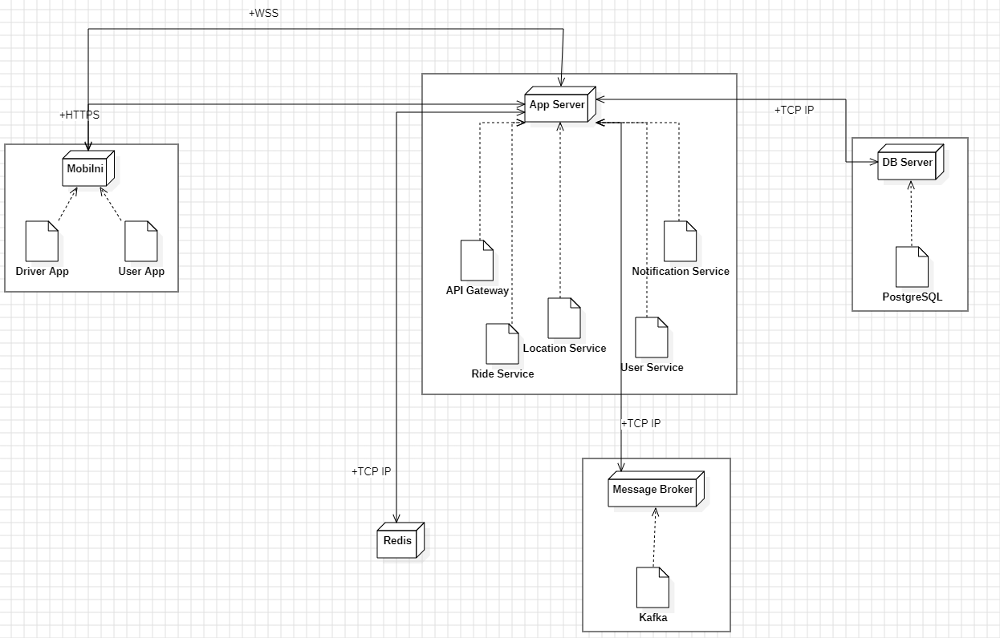 +WSS
App Server
+HTTPS
+TCP IP
Mobilni
DB Server
Driver App
User App
Notification Service
API Gateway
PostgreSQL
Location Service
Ride Service
User Service
+TCP IP
+TCP IP
Message Broker
Redis
Kafka